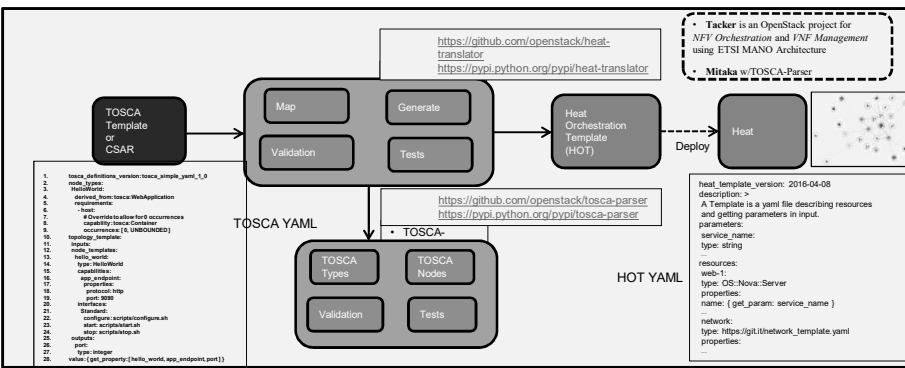 https://github.com/openstack/heat-
translator
https://pypi.python.org/pypi/heat-translator
• Tacker is an OpenStack project for
NFV Orchestration and VNF Management
using ETSI MANO Architecture
• Mitaka w/TOSCA-Parser
TOSCA
Template
or
CSAR
Map
Generate
Validation
Tests
Heat
Orchestration
Template
(HOT)
Deploy
Heat
1. tosca_definitions_version: tosca_simple_yaml_1_0
2. node_types:
3. HelloWorld:
4. derived_from: tosca:WebApplication
5. requirements:
6. - host:
7. # Override to allow for 0 occurrences
8. capability: tosca:Container
9. occurrences: [ 0, UNBOUNDED ]
10. topology_template:
11. inputs:
12. node_templates:
13. hello_world:
14. type: HelloWorld
15. capabilities:
16. app_endpoint:
17. properties:
18. protocol: http
19. port: 9090
20. interfaces:
21. Standard:
22. configure: scripts/configure.sh
23. start: scripts/start.sh
24. stop: scripts/stop.sh
25. outputs:
26. port:
27. type: integer
28. value: { get_property: [ hello_world, app_endpoint, port ] }
TOSCA YAML
https://github.com/openstack/tosca-parser
https://pypi.python.org/pypi/tosca-parser
• TOSCA-
TOSCA
Types
TOSCA
Nodes
Validation
Tests
HOT YAML
heat_template_version: 2016-04-08
description: >
A Template is a yaml file describing resources
and getting parameters in input.
parameters:
service_name:
type: string
...
resources:
web-1:
type: OS::Nova::Server
properties:
name: { get_param: service_name }
...
network:
type: https://git.it/network_template.yaml
properties:
...